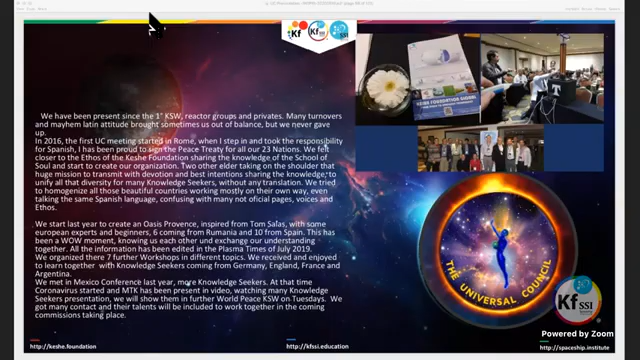 We have been present since the 1° KSW, reactor groups and privates. Many turnovers
and mayhem latin attitude brought sometimes us out of balance, but we never gave
up.
In 2016, the first UC meeting started in Rome, when I step in and took the responsibility
for Spanish, I has been proud to sign the Peace Treaty for all our 23 Nations. We felt
closer to the Ethos of the Keshe Foundation sharing the knowledge of the School of
Soul and start to create our organization. Two other elder taking on the shoulder that
huge mission to transmit with devotion and best intentions sharing the knowledge, to
unify all that diversity for many Knowledge Seekers, without any translation. We tried
to homogenize all those beautiful countries working mostly on their own way, even
talking the same Spanish language, confusing with many not oficial pages, voices and
Ethos.
We start last year to create an Oasis Provence, inspired from Tom Salas, with some
european experts and beginners, 6 coming from Rumania and 10 from Spain. This has
been a WOW moment, knowing us each other and exchange our understanding
together. All the information has been edited in the Plasma Times of July 2019.
We organized there 7 further Workshops in different topics. We received and enjoyed
to learn together with Knowledge Seekers coming from Germany, England, France and
Argentina.
We met in Mexico Conference last year, more Knowledge Seekers. At that time
Coronavirus started and MTK has been present in video, watching many Knowledge
Seekers presentation, we will show them in further World Peace KSW on Tuesdays. We
got many contact and their talents will be included to work together in the coming
commissions taking place.
Kf
Kf SSI
THE UNIVERSAL COUNCIL
Kf SSI
Powered by Zoom
http://keshe.foundation
http://kfssi.education
http://spaceship.institute